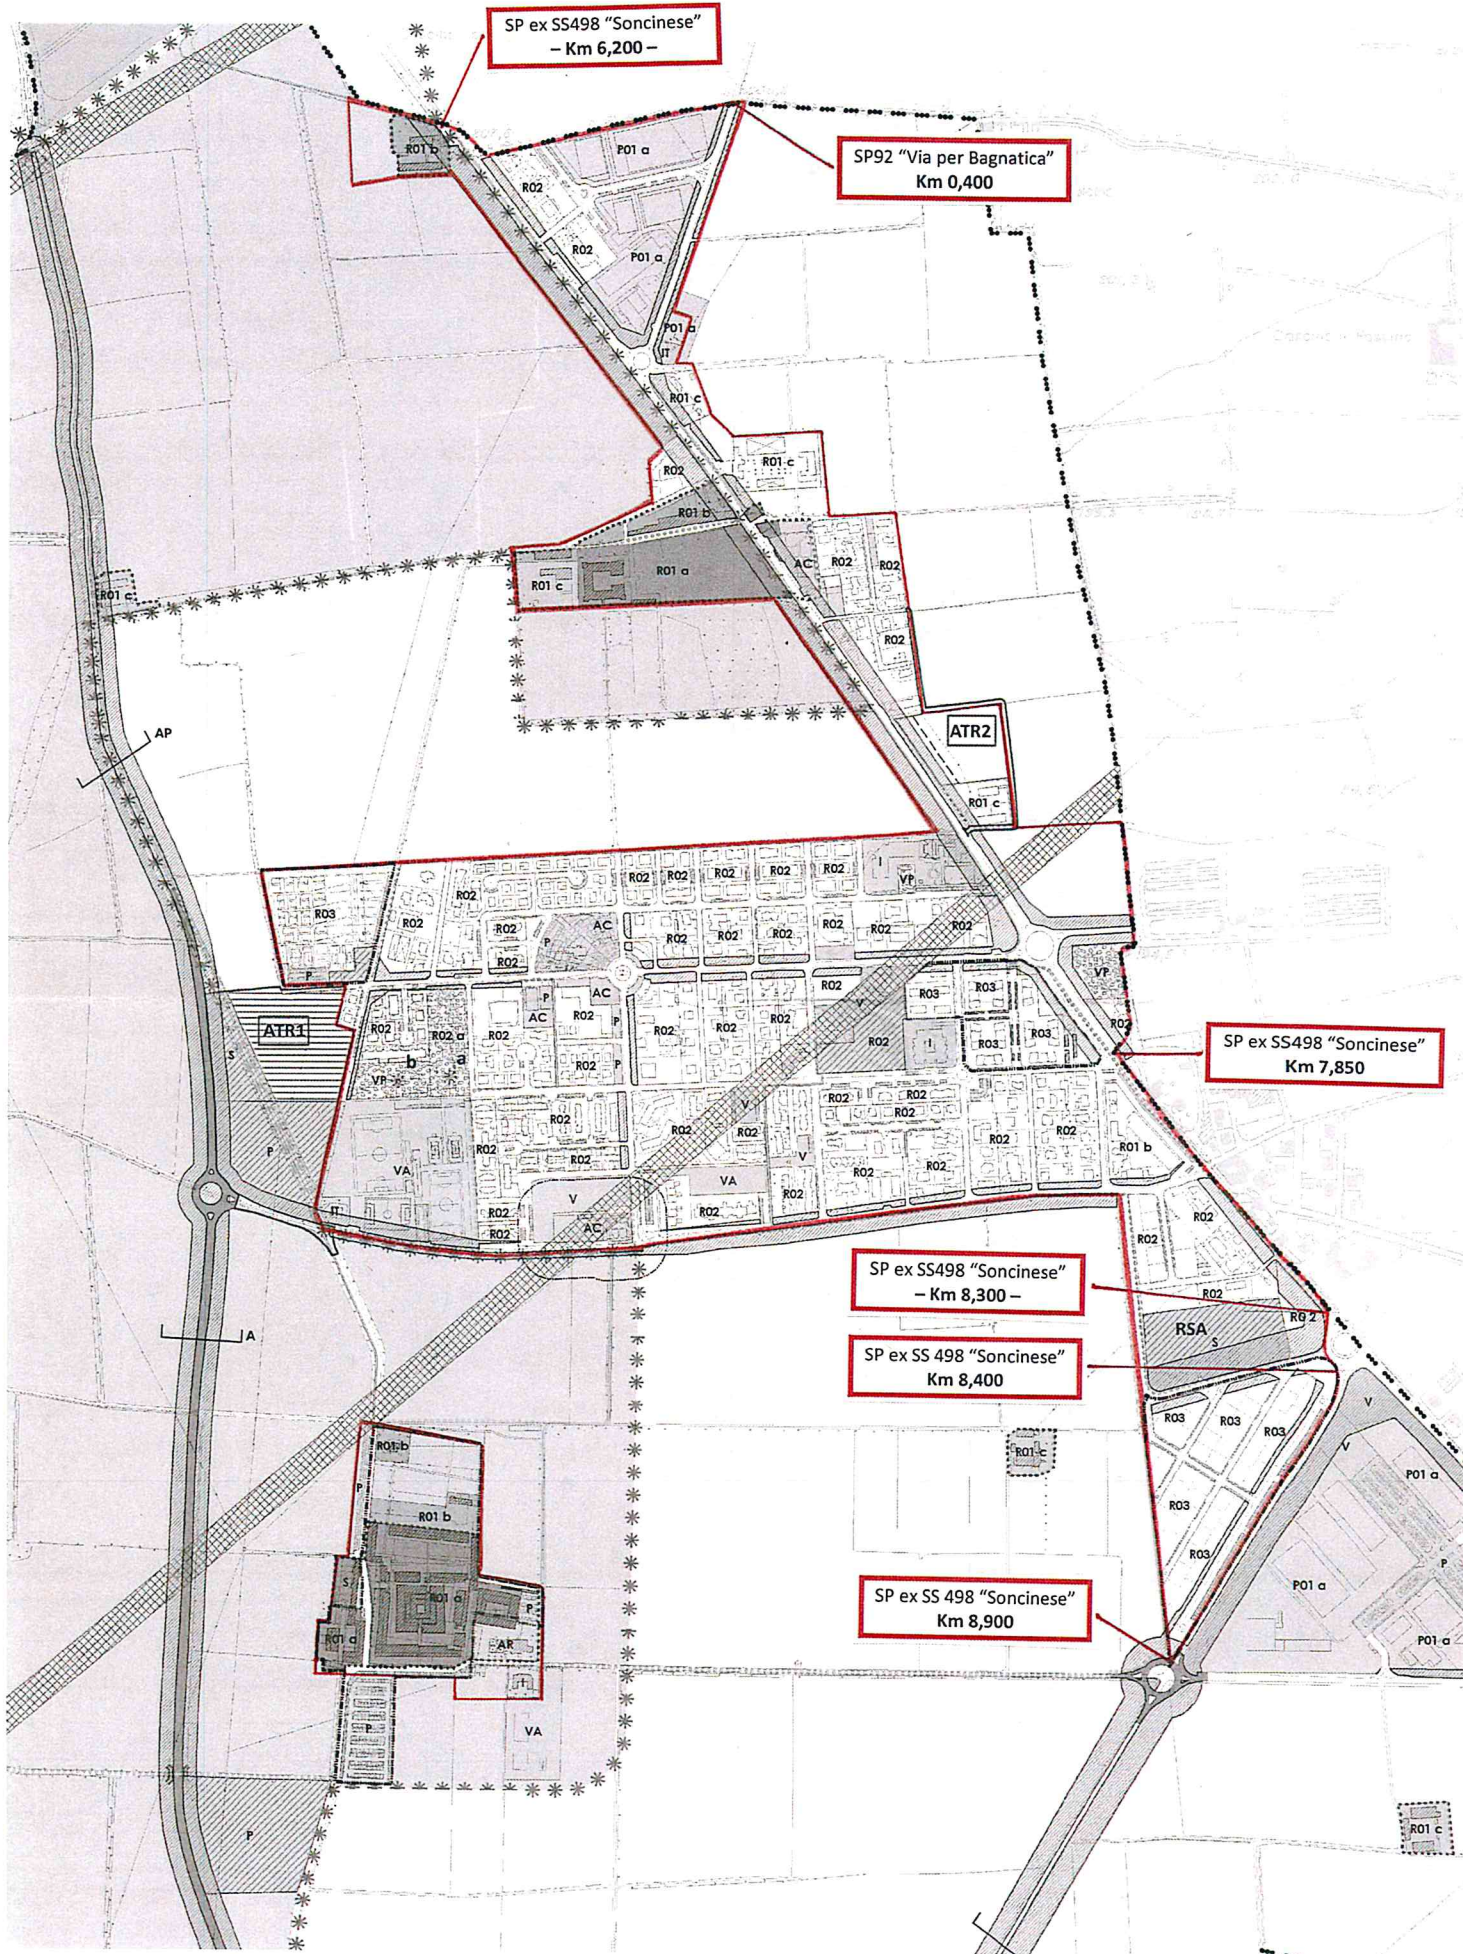 SP ex SS498 “Soncinese”
– Km 6,200 –
SP92 “Via per Bagnatica”
Km 0,400
R01 b
P01 a
R02
R02
P01 a
P01 a
IT
R01 c
R02
R01 c
R01 b
R01 c
R01 a
AC
R02
R02
R01 c
R02
AP
ATR2
R01 c
R03
R02
R02
R02
R02
R02
R02
R02
I
VP
R02
P
AC
R02
R02
R02
R02
R02
R02
R02
P
VP
ATR1
R02
R02 a
R02
P
AC
AC
R02
P
R02
R02
R02
R02
V
R03
R03
R02
S
b
a
VP
R02
P
R02
I
R03
R03
SP ex SS498 “Soncinese”
Km 7,850
P
VA
R02
R02
R02
R02
V
R02
V
R02
R02
R02
R02
R02
R02
R01 b
VA
R02
IT
R02
R02
V
AC
R02
R02
R02
R02
SP ex SS498 “Soncinese”
– Km 8,300 –
R02
RSA
S
R02
A
SP ex SS 498 “Soncinese”
Km 8,400
R03
R03
R03
V
V
R01 b
P
R01 b
R01 c
R03
R03
P01 a
P01 a
P
P01 a
S
R01 a
R01 a
P
AR
SP ex SS 498 “Soncinese”
Km 8,900
P
VA
P
R01 c